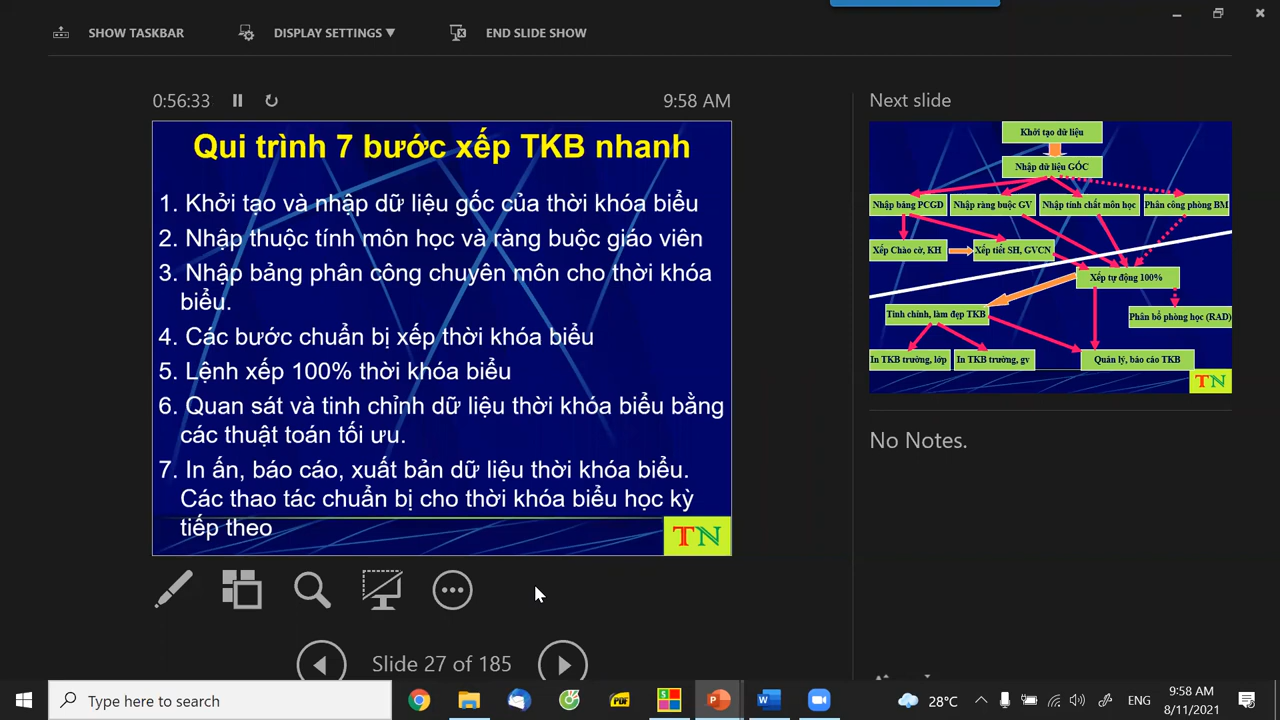 SHOW TASKBAR
DISPLAY SETTINGS ▼
END SLIDE SHOW
0:56:33
9:58 AM
Qui trình 7 bước xếp TKB nhanh
1. Khởi tạo và nhập dữ liệu gốc của thời khóa biểu
2. Nhập thuộc tính môn học và ràng buộc giáo viên
3. Nhập bảng phân công chuyên môn cho thời khóa
biểu.
4. Các bước chuẩn bị xếp thời khóa biểu
5. Lệnh xếp 100% thời khóa biểu
6. Quan sát và tinh chỉnh dữ liệu thời khóa biểu bằng
các thuật toán tối ưu.
7. In ấn, báo cáo, xuất bản dữ liệu thời khóa biểu.
Các thao tác chuẩn bị cho thời khóa biểu học kỳ
tiếp theo
TN
Slide 27 of 185
Next slide
Khởi tạo dữ liệu
Nhập dữ liệu GỐC
Nhập bảng PCGD
Nhập ràng buộc GV
Nhập tính chất môn học
Phân công phòng BM
Xếp Chào cờ, KH
Xếp tiết SH, GVCN
Xếp tự động 100%
Tinh chỉnh, làm đẹp TKB
Phân bổ phòng học (RAD)
In TKB trường, lớp
In TKB trường, gv
Quản lý, báo cáo TKB
TN
No Notes.
Type here to search
PDF
28°C
ENG
9:58 AM
8/11/2021